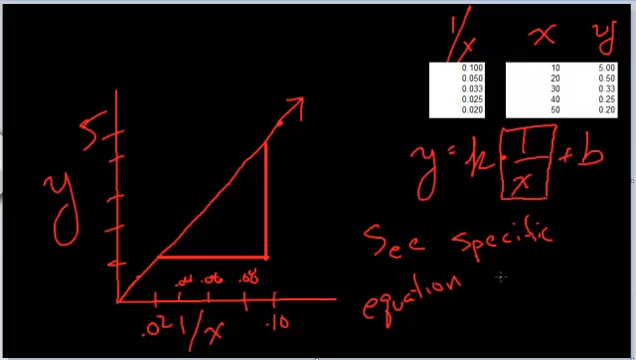 1/x x y
0.100 10 5.00
0.050 20 0.50
0.033 30 0.33
0.025 40 0.25
0.020 50 0.20
y = k · 1/x + b
See specific
equation
5
y
.04 .06 .08
.02 1/x .10